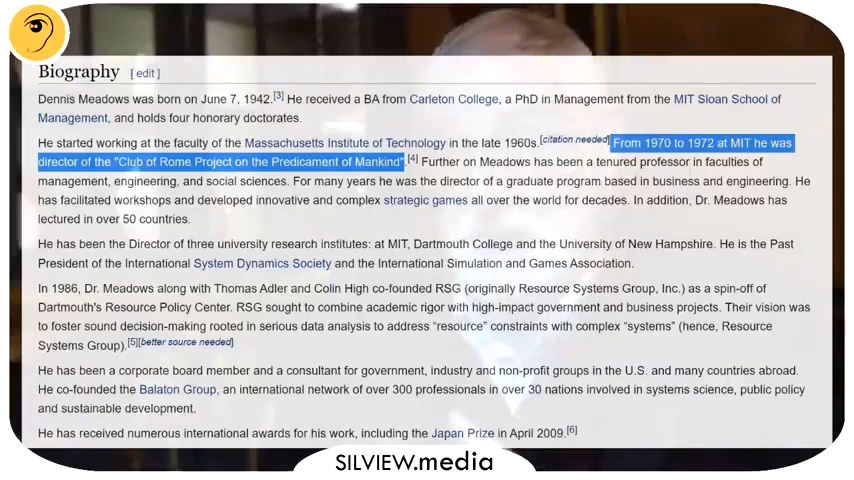 Biography [ edit ]
Dennis Meadows was born on June 7, 1942.[3] He received a BA from Carleton College, a PhD in Management from the MIT Sloan School of
Management, and holds four honorary doctorates.
He started working at the faculty of the Massachusetts Institute of Technology in the late 1960s.[citation needed] From 1970 to 1972 at MIT he was
director of the "Club of Rome Project on the Predicament of Mankind".[4] Further on Meadows has been a tenured professor in faculties of
management, engineering, and social sciences. For many years he was the director of a graduate program based in business and engineering. He
has facilitated workshops and developed innovative and complex strategic games all over the world for decades. In addition, Dr. Meadows has
lectured in over 50 countries.
He has been the Director of three university research institutes: at MIT, Dartmouth College and the University of New Hampshire. He is the Past
President of the International System Dynamics Society and the International Simulation and Games Association.
In 1986, Dr. Meadows along with Thomas Adler and Colin High co-founded RSG (originally Resource Systems Group, Inc.) as a spin-off of
Dartmouth's Resource Policy Center. RSG sought to combine academic rigor with high-impact government and business projects. Their vision was
to foster sound decision-making rooted in serious data analysis to address “resource” constraints with complex “systems” (hence, Resource
Systems Group).[5][better source needed]
He has been a corporate board member and a consultant for government, industry and non-profit groups in the U.S. and many countries abroad.
He co-founded the Balaton Group, an international network of over 300 professionals in over 30 nations involved in systems science, public policy
and sustainable development.
He has received numerous international awards for his work, including the Japan Prize in April 2009.[6]
SILVIEW.media